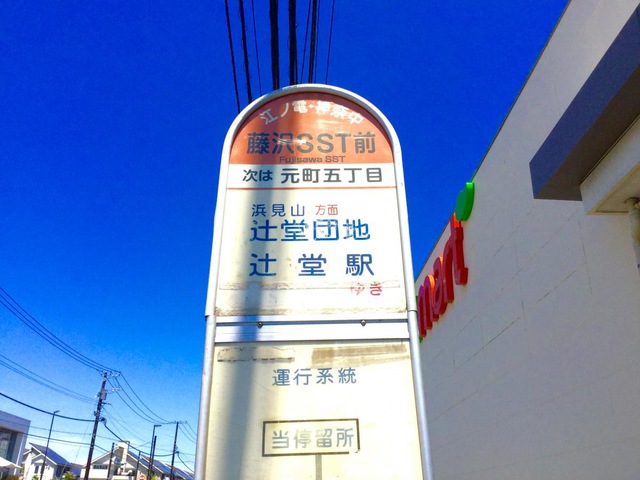 江ノ電・神奈中
藤沢SST前
Fujisawa SST
次は 元町五丁目
浜見山 方面
辻堂団地
辻堂駅
ゆき
運行系統
当停留所
mart